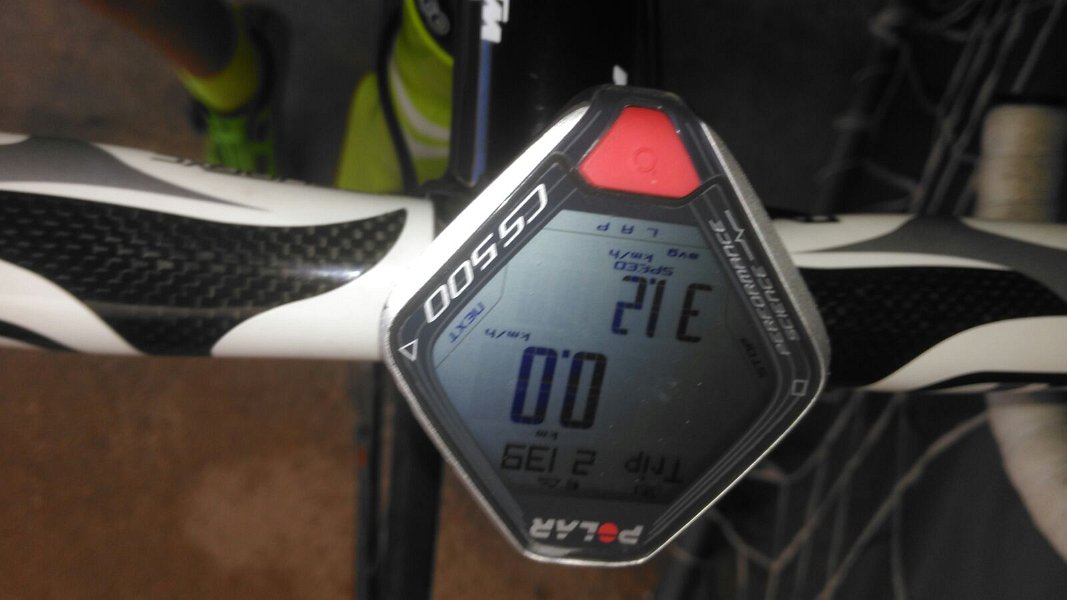 POLAR
Trip 2 139
km
0.0
km/h
31.2
SPEED
avg km/h
LAP
STOP
NEXT
CS500
PERFORMANCE
SCIENCE